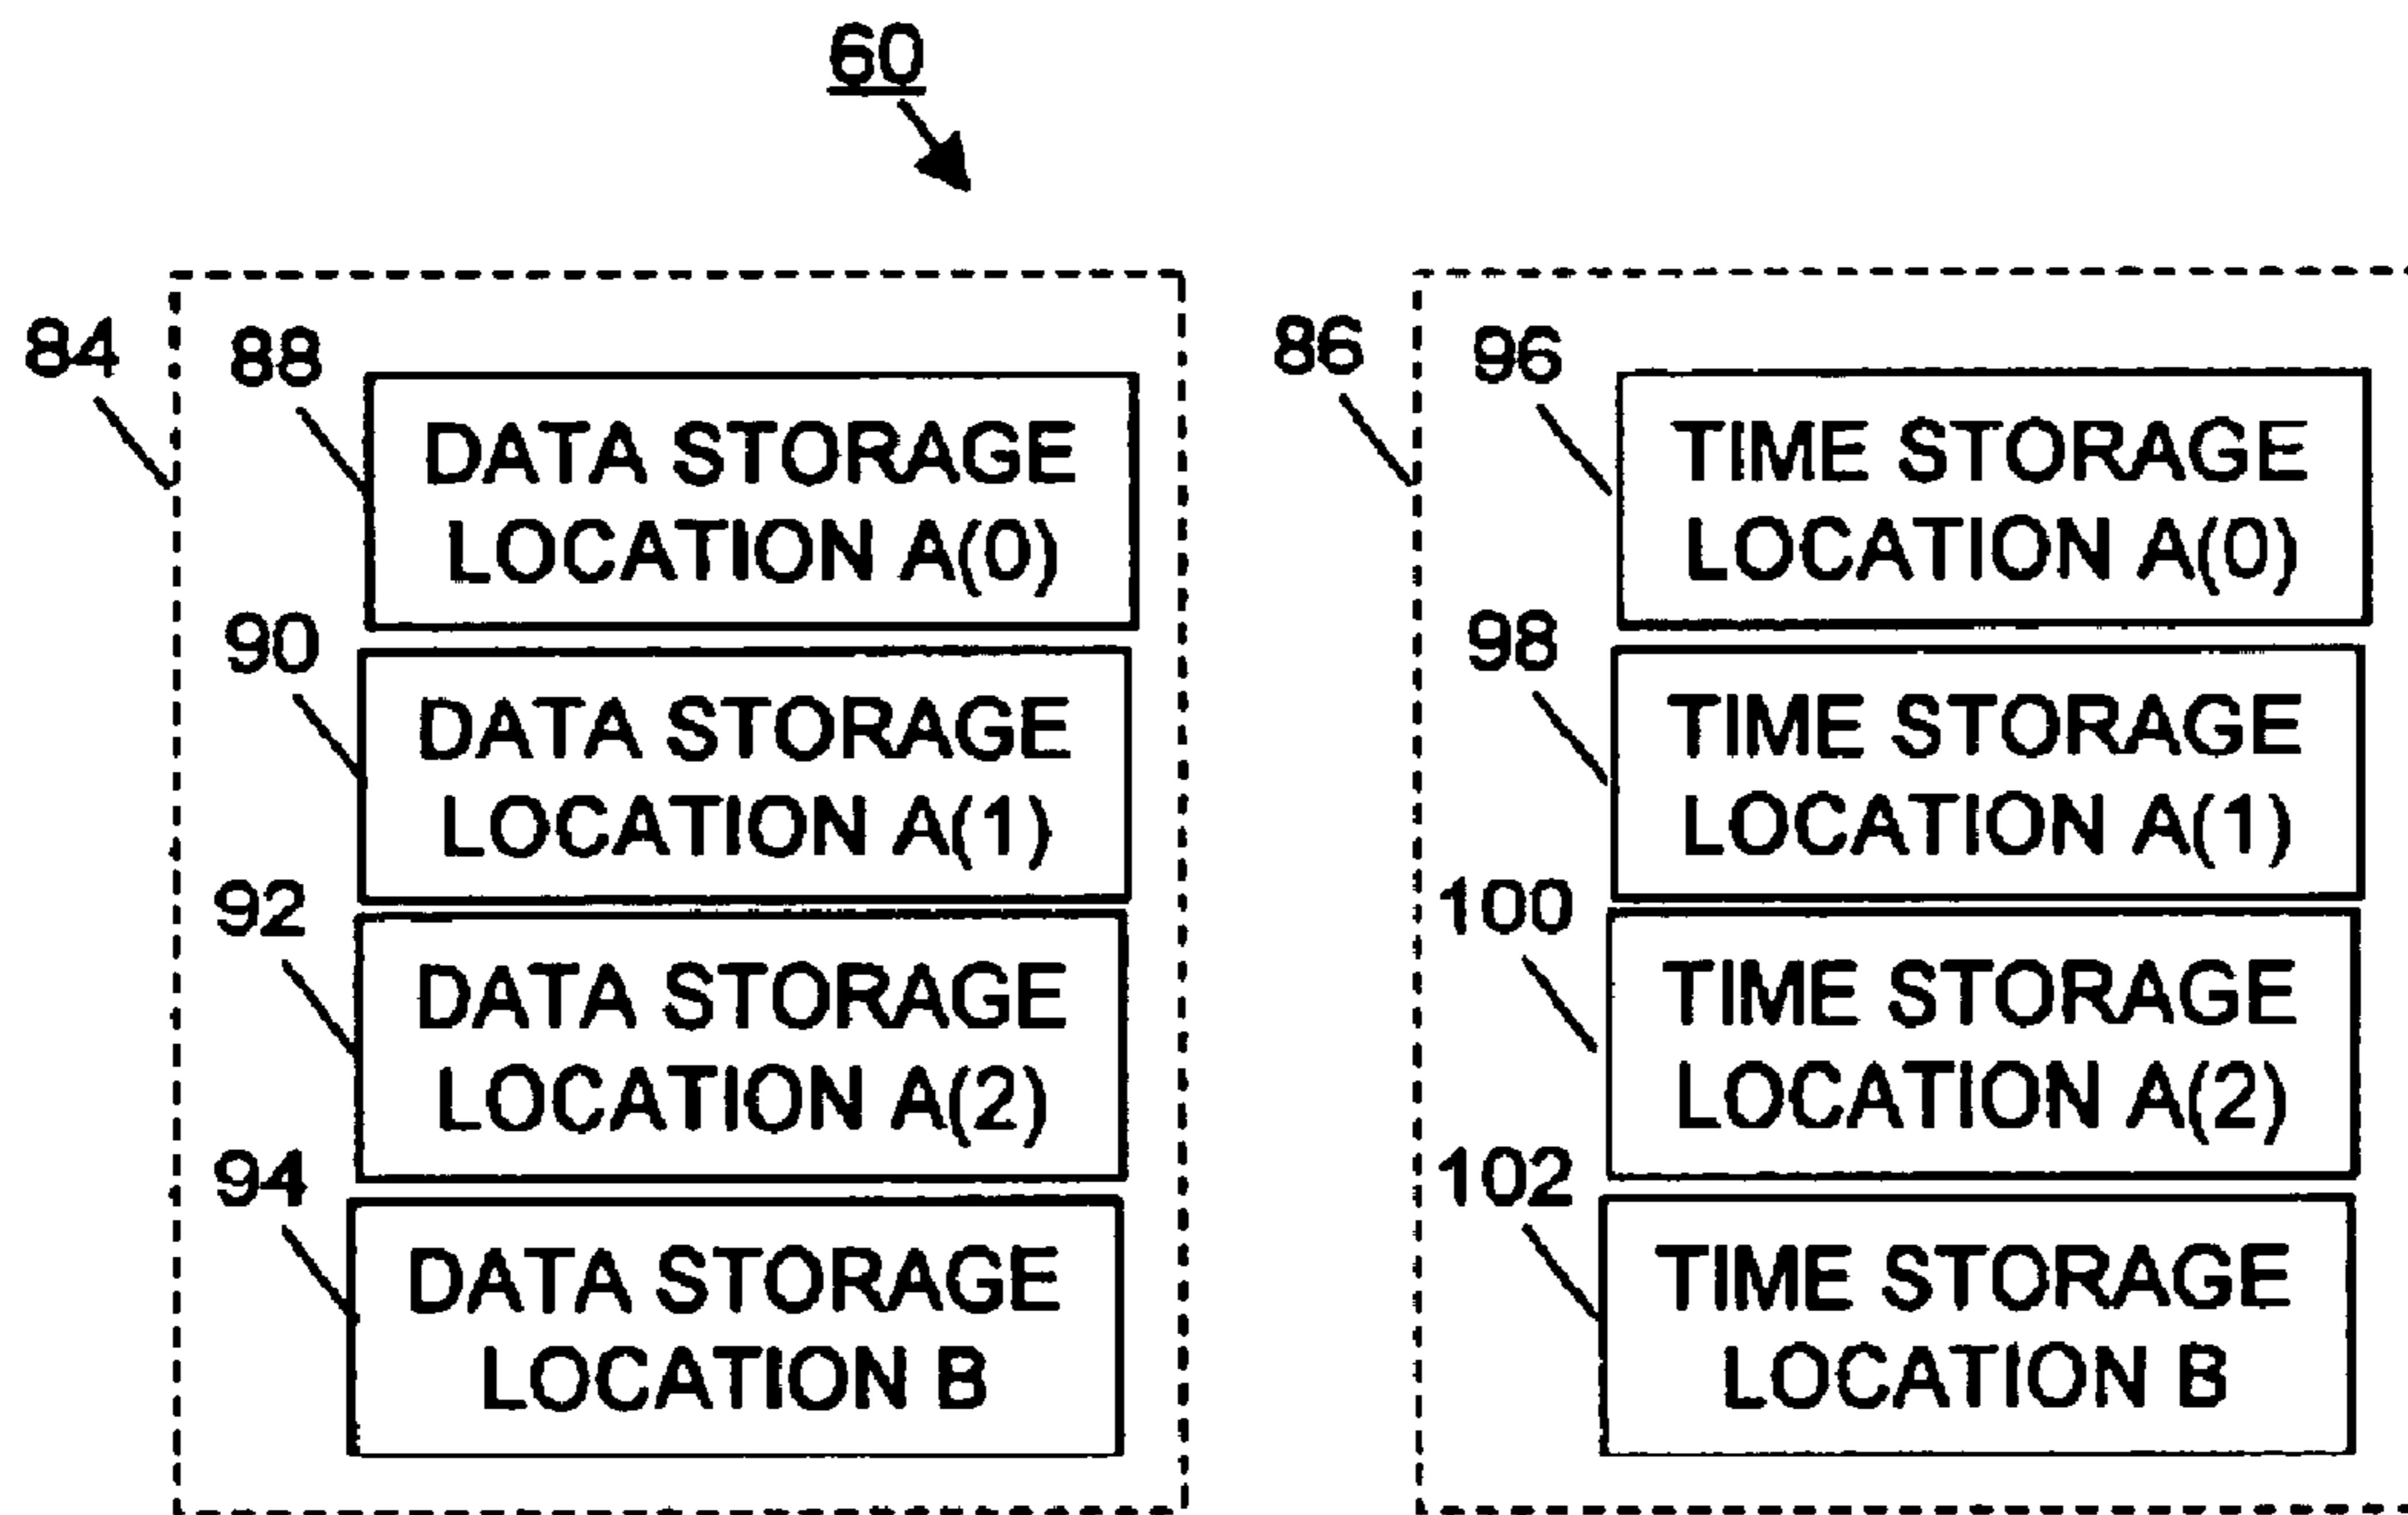 60
84
88
DATA STORAGE
LOCATION A(0)
90
DATA STORAGE
LOCATION A(1)
92
DATA STORAGE
LOCATION A(2)
94
DATA STORAGE
LOCATION B
86
96
TIME STORAGE
LOCATION A(0)
98
TIME STORAGE
LOCATION A(1)
100
TIME STORAGE
LOCATION A(2)
102
TIME STORAGE
LOCATION B